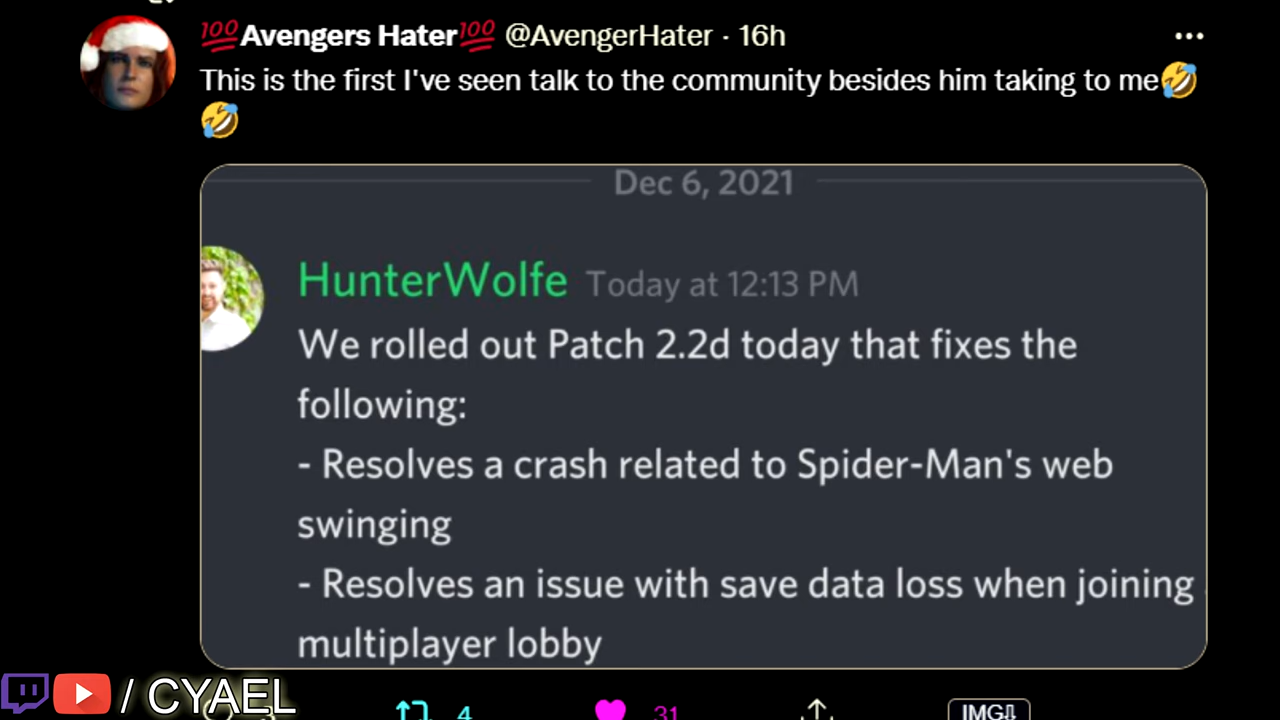 💯Avengers Hater💯 @AvengerHater · 16h
This is the first I've seen talk to the community besides him taking to me🤣
🤣
Dec 6, 2021
HunterWolfe Today at 12:13 PM
We rolled out Patch 2.2d today that fixes the
following:
- Resolves a crash related to Spider-Man's web
swinging
- Resolves an issue with save data loss when joining
multiplayer lobby
/ CYAEL
4 31 IMG